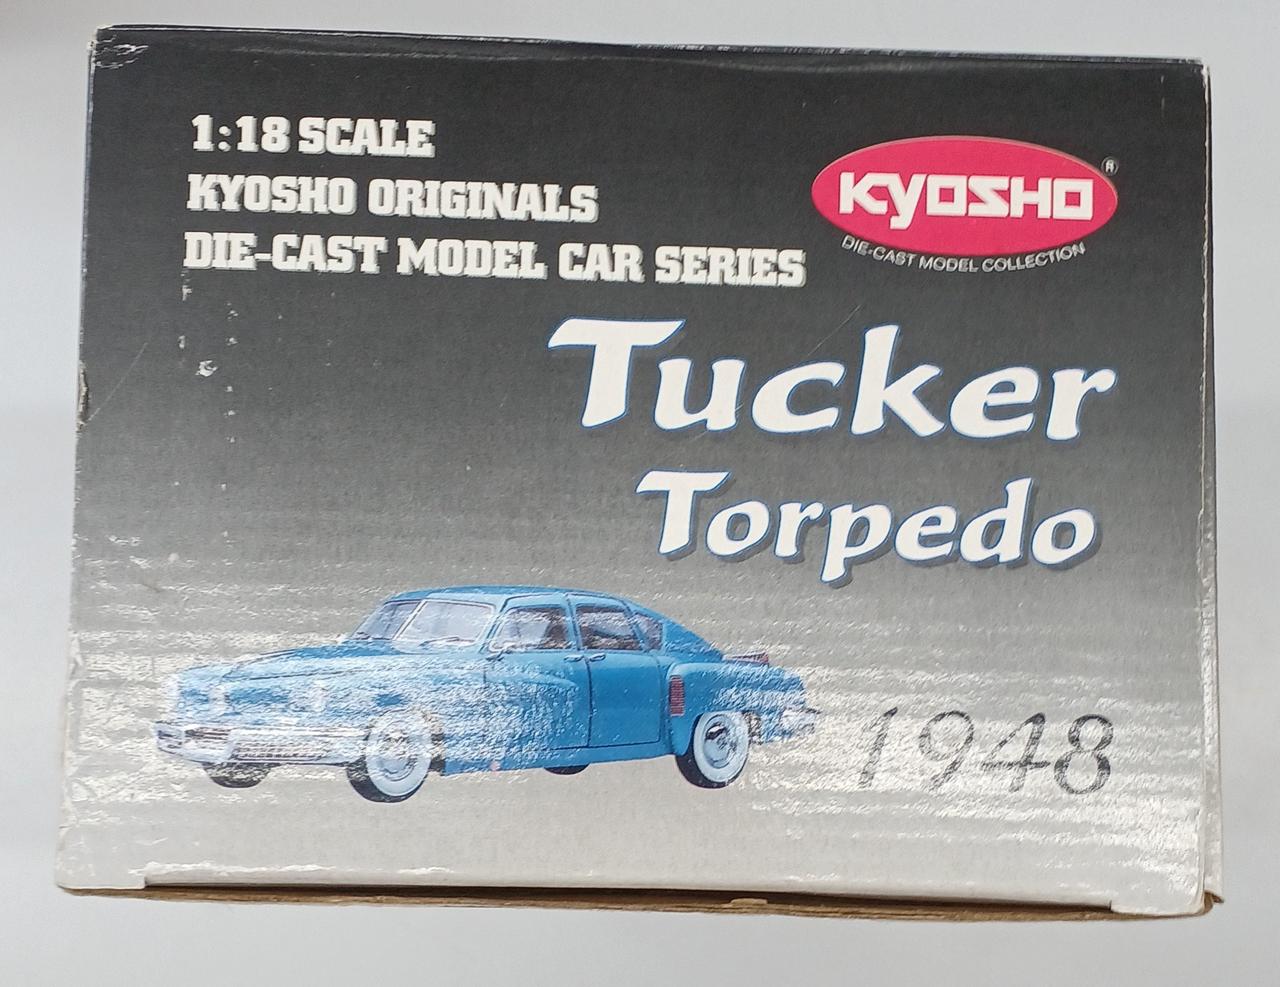 1:18 SCALE
KYOSHO ORIGINALS
DIE-CAST MODEL CAR SERIES
KYOSHO ®
DIE-CAST MODEL COLLECTION
Tucker
Torpedo
1948